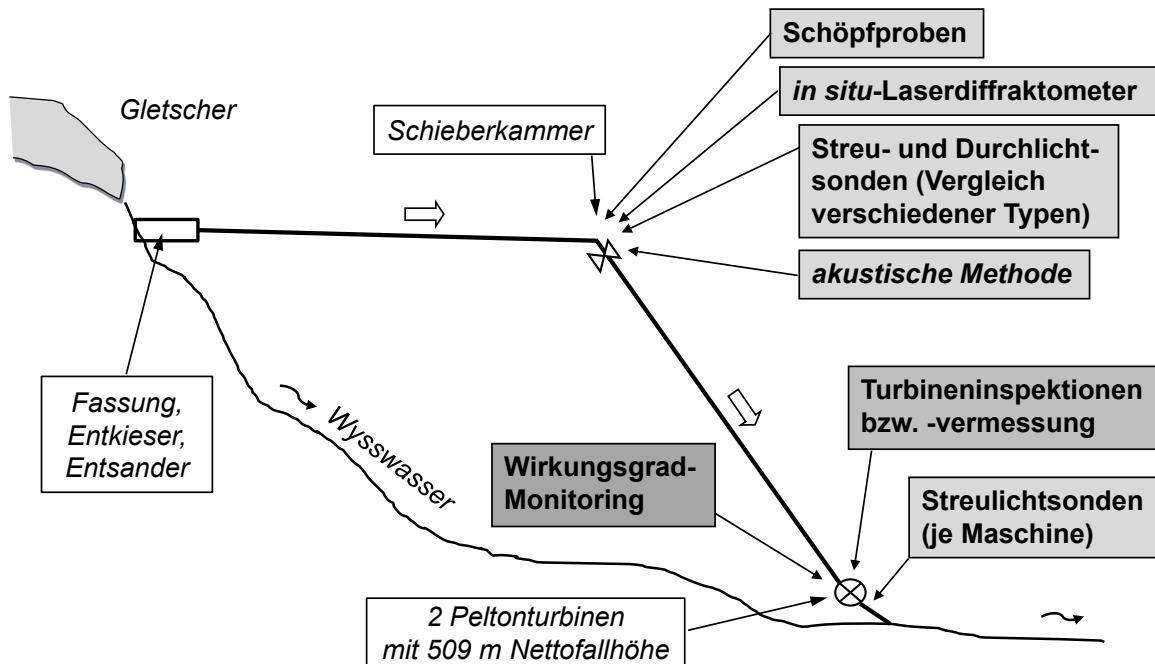 Schöpfproben
Gletscher
in situ-Laserdiffraktometer
Schieberkammer
Streu- und Durchlicht-
sonden (Vergleich
verschiedener Typen)
akustische Methode
Fassung,
Entkieser,
Entsander
Wysswasser
Turbineninspektionen
bzw. -vermessung
Wirkungsgrad-
Monitoring
Streulichtsonden
(je Maschine)
2 Peltonturbinen
mit 509 m Nettofallhöhe